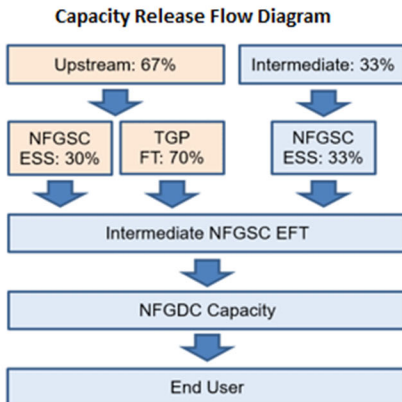 Capacity Release Flow Diagram
Upstream: 67%
Intermediate: 33%
NFGSC
ESS: 30%
TGP
FT: 70%
NFGSC
ESS: 33%
Intermediate NFGSC EFT
NFGDC Capacity
End User